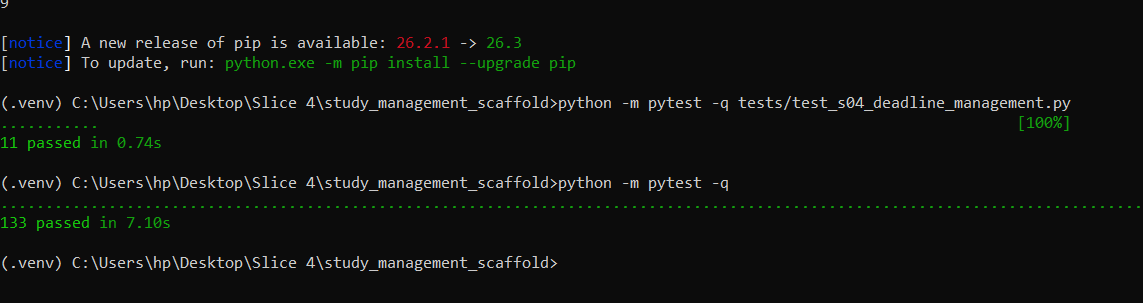 9
[notice] A new release of pip is available: 26.2.1 -> 26.3
[notice] To update, run: python.exe -m pip install --upgrade pip
(.venv) C:\Users\hp\Desktop\Slice 4\study_management_scaffold>python -m pytest -q tests/test_s04_deadline_management.py
........... [100%]
11 passed in 0.74s
(.venv) C:\Users\hp\Desktop\Slice 4\study_management_scaffold>python -m pytest -q
.................................................................................................................................
133 passed in 7.10s
(.venv) C:\Users\hp\Desktop\Slice 4\study_management_scaffold>